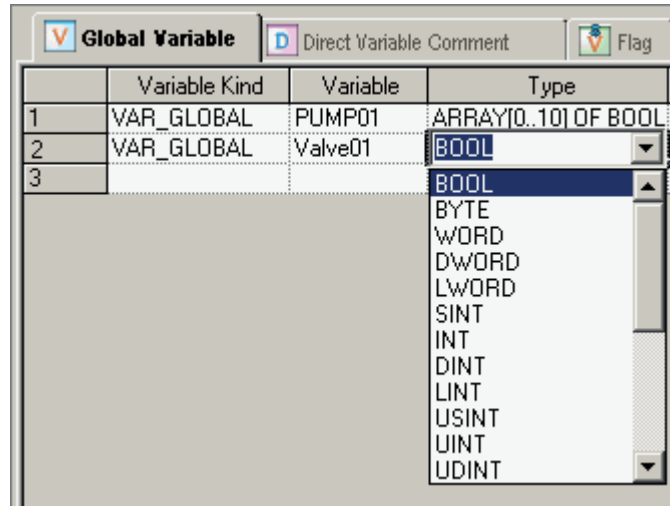 V Global Variable D Direct Variable Comment V Flag
Variable Kind Variable Type
1 VAR_GLOBAL PUMP01 ARRAY[0..10] OF BOOL
2 VAR_GLOBAL Valve01 BOOL
3
BOOL
BYTE
WORD
DWORD
LWORD
SINT
INT
DINT
LINT
USINT
UINT
UDINT